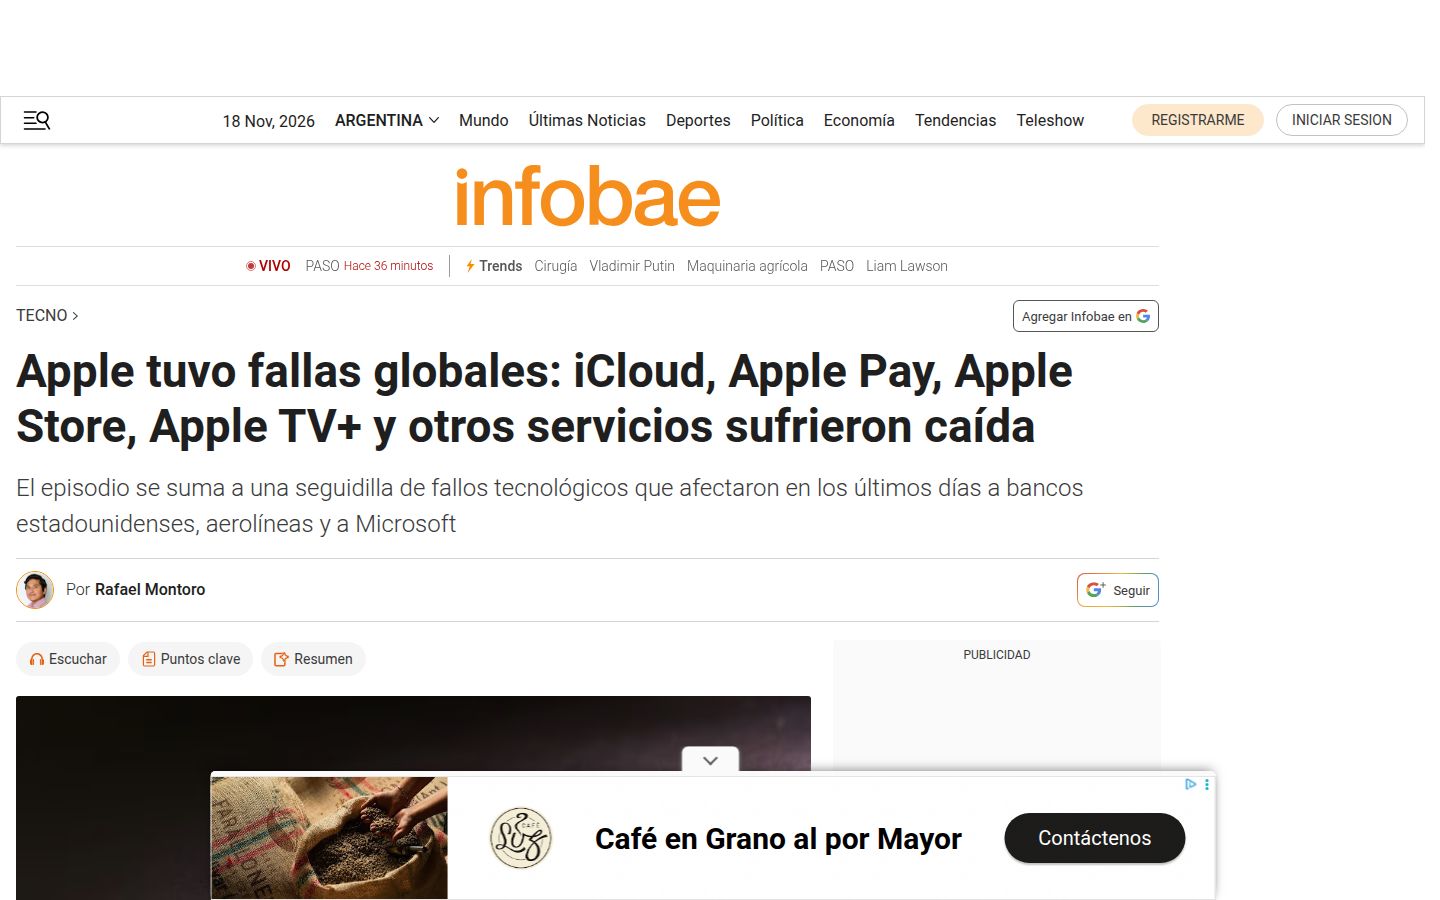 18 Nov, 2026
ARGENTINA
Mundo
Últimas Noticias
Deportes
Política
Economía
Tendencias
Teleshow
REGISTRARME
INICIAR SESION
infobae
VIVO
PASO Hace 36 minutos
Trends
Cirugía
Vladimir Putin
Maquinaria agrícola
PASO
Liam Lawson
TECNO >
Agregar Infobae en G
Apple tuvo fallas globales: iCloud, Apple Pay, Apple
Store, Apple TV+ y otros servicios sufrieron caída
El episodio se suma a una seguidilla de fallos tecnológicos que afectaron en los últimos días a bancos
estadounidenses, aerolíneas y a Microsoft
Por Rafael Montoro
G+ Seguir
Escuchar
Puntos clave
Resumen
PUBLICIDAD
CAFÉ
Lug
Café en Grano al por Mayor
Contáctenos